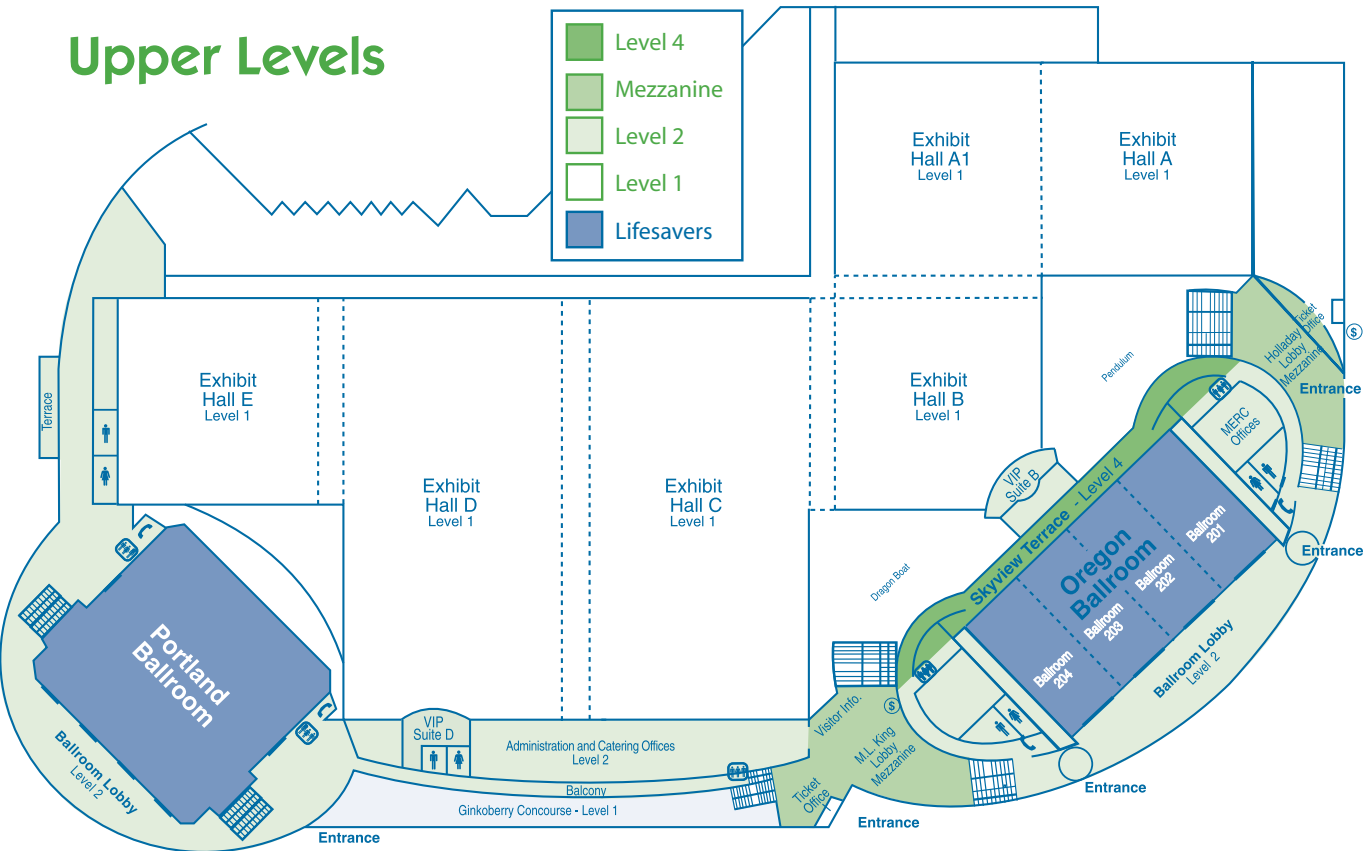 Upper Levels
Level 4
Mezzanine
Level 2
Level 1
Lifesavers
Exhibit
Hall A1
Level 1
Exhibit
Hall A
Level 1
Ticket
Office
$
Holladay
Lobby
Mezzanine
Entrance
Pendulum
Exhibit
Hall E
Level 1
Exhibit
Hall B
Level 1
Terrace
MERC
Offices
VIP
Suite B
Exhibit
Hall D
Level 1
Exhibit
Hall C
Level 1
Skyview Terrace - Level 4
Oregon
Ballroom
Ballroom
201
Ballroom
202
Ballroom
203
Ballroom
204
Entrance
Dragon Boat
Ballroom Lobby
Level 2
Portland
Ballroom
Ballroom Lobby
Level 2
VIP
Suite D
Administration and Catering Offices
Level 2
Balcony
Ginkoberry Concourse - Level 1
Visitor Info.
$
M.L. King
Lobby
Mezzanine
Ticket
Office
Entrance
Entrance
Entrance